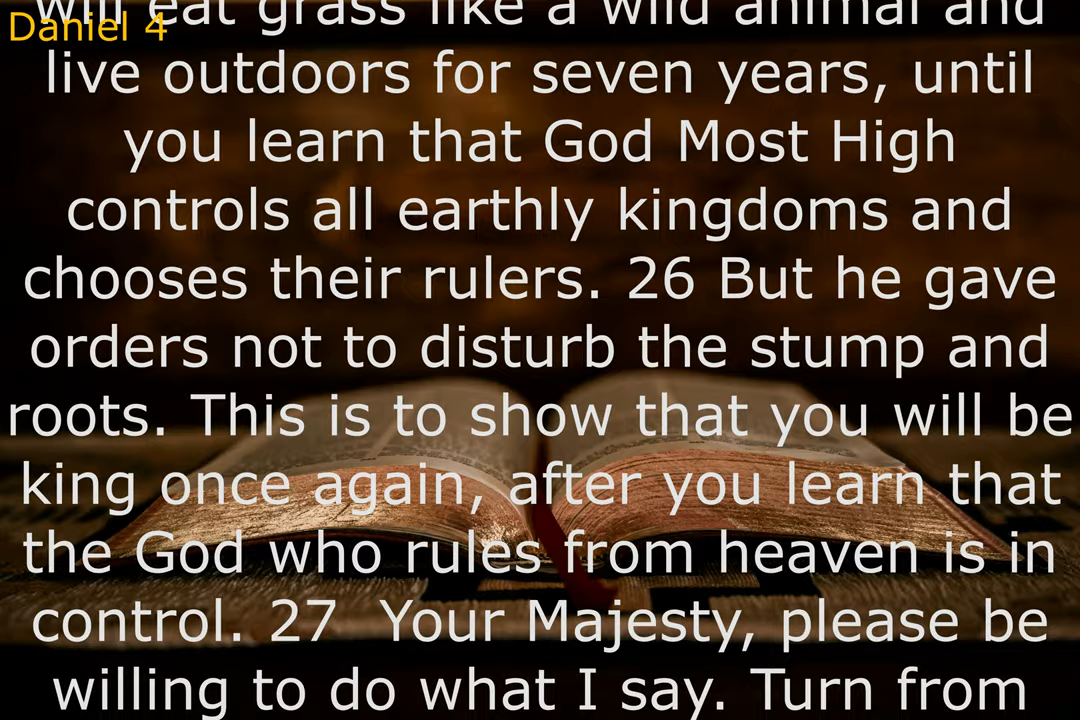 will eat grass like a wild animal and
Daniel 4
live outdoors for seven years, until
you learn that God Most High
controls all earthly kingdoms and
chooses their rulers. 26 But he gave
orders not to disturb the stump and
roots. This is to show that you will be
king once again, after you learn that
the God who rules from heaven is in
control. 27 Your Majesty, please be
willing to do what I say. Turn from